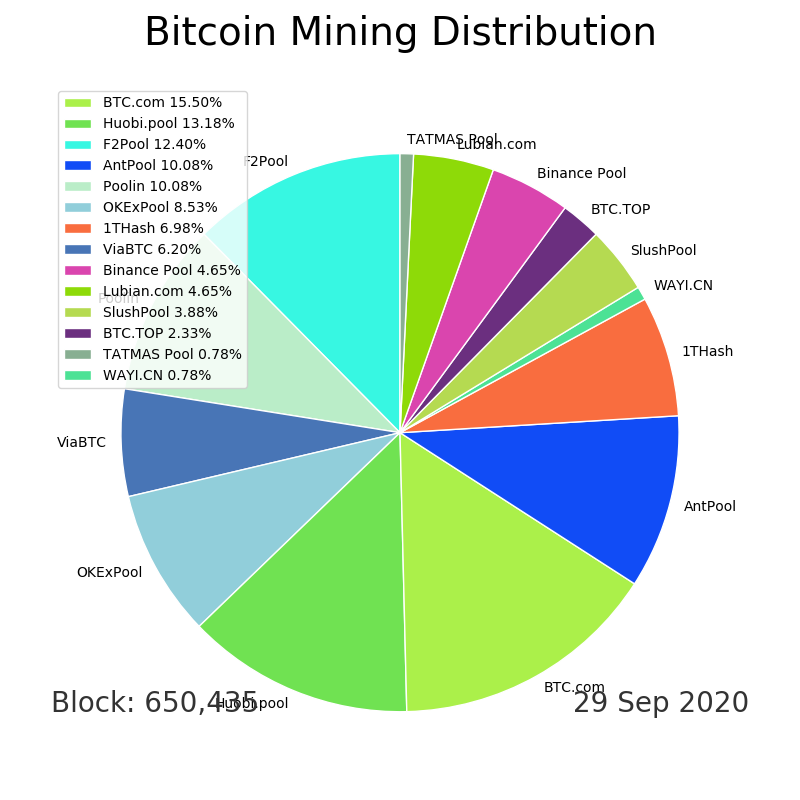 Bitcoin Mining Distribution
BTC.com 15.50%
Huobi.pool 13.18%
F2Pool 12.40%
AntPool 10.08%
Poolin 10.08%
OKExPool 8.53%
1THash 6.98%
ViaBTC 6.20%
Binance Pool 4.65%
Lubian.com 4.65%
SlushPool 3.88%
BTC.TOP 2.33%
TATMAS Pool 0.78%
WAYI.CN 0.78%
TATMAS Pool
Lubian.com
Binance Pool
BTC.TOP
SlushPool
WAYI.CN
1THash
AntPool
BTC.com
Huobi.pool
OKExPool
ViaBTC
Poolin
F2Pool
Block: 650,435
29 Sep 2020